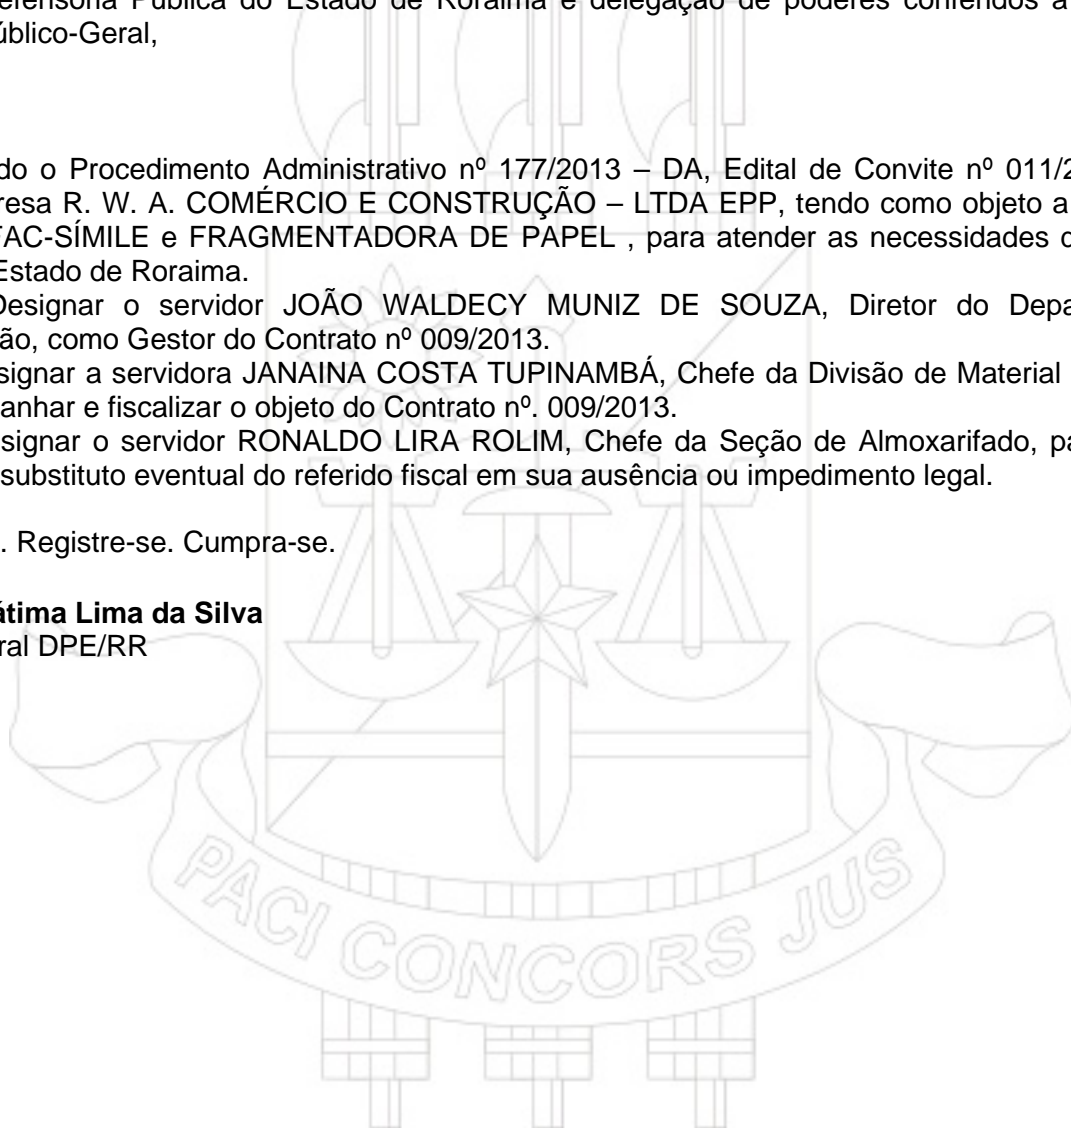 efensoria Pública do Estado de Roraima e delegação de poderes conferidos a
úblico-Geral,
do o Procedimento Administrativo nº 177/2013 – DA, Edital de Convite nº 011/2
resa R. W. A. COMÉRCIO E CONSTRUÇÃO – LTDA EPP, tendo como objeto a
FAC-SÍMILE e FRAGMENTADORA DE PAPEL , para atender as necessidades d
Estado de Roraima.
Designar o servidor JOÃO WALDECY MUNIZ DE SOUZA, Diretor do Depa
ão, como Gestor do Contrato nº 009/2013.
signar a servidora JANAINA COSTA TUPINAMBÁ, Chefe da Divisão de Material
anhar e fiscalizar o objeto do Contrato nº. 009/2013.
signar o servidor RONALDO LIRA ROLIM, Chefe da Seção de Almoxarifado, pa
substituto eventual do referido fiscal em sua ausência ou impedimento legal.
. Registre-se. Cumpra-se.
átima Lima da Silva
ral DPE/RR
PACI CONCORS JUS